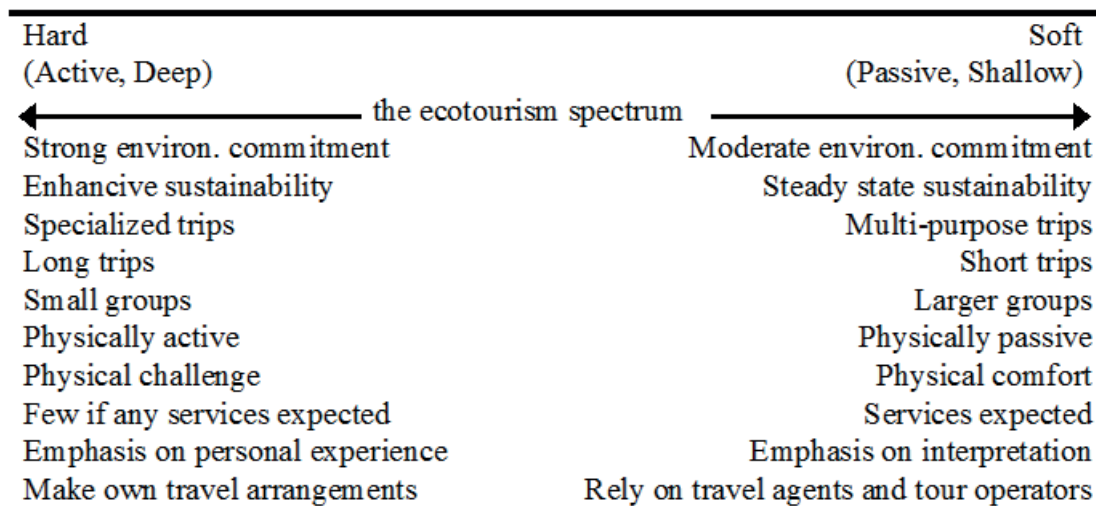 Hard Soft
(Active, Deep) (Passive, Shallow)
the ecotourism spectrum
Strong environ. commitment Moderate environ. commitment
Enhancive sustainability Steady state sustainability
Specialized trips Multi-purpose trips
Long trips Short trips
Small groups Larger groups
Physically active Physically passive
Physical challenge Physical comfort
Few if any services expected Services expected
Emphasis on personal experience Emphasis on interpretation
Make own travel arrangements Rely on travel agents and tour operators